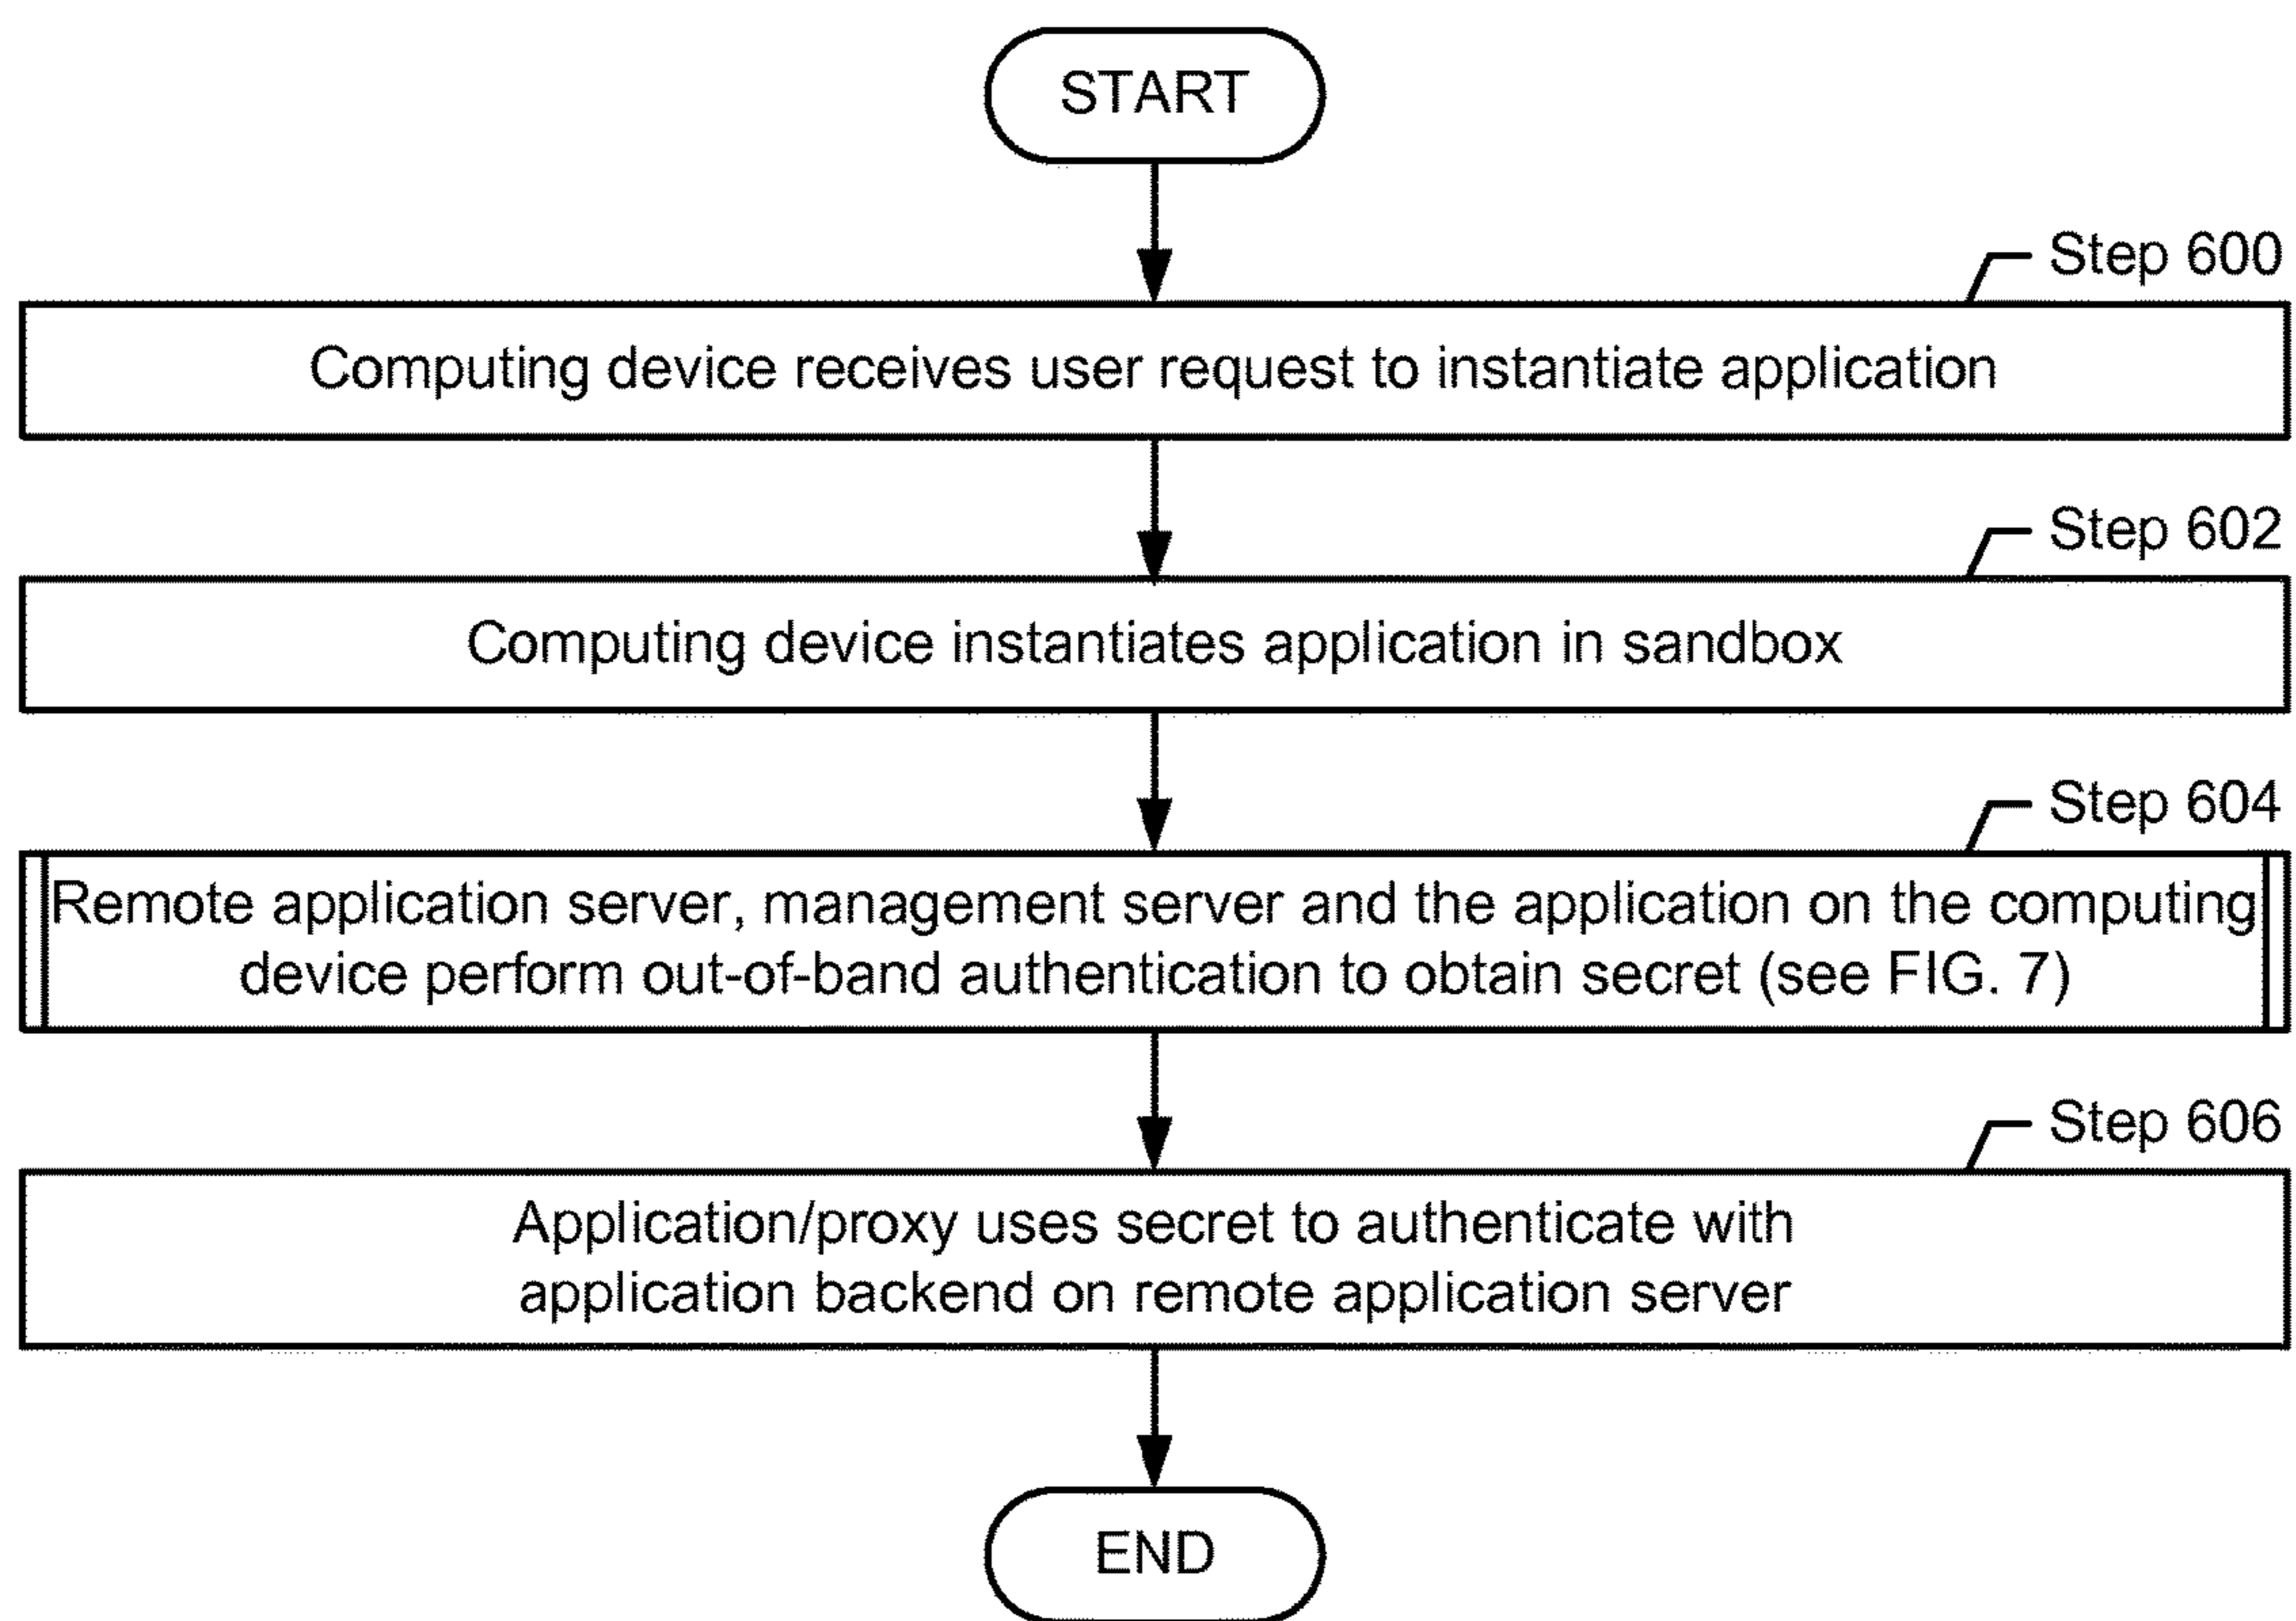 START
Step 600
Computing device receives user request to instantiate application
Step 602
Computing device instantiates application in sandbox
Step 604
Remote application server, management server and the application on the computing
device perform out-of-band authentication to obtain secret (see FIG. 7)
Step 606
Application/proxy uses secret to authenticate with
application backend on remote application server
END